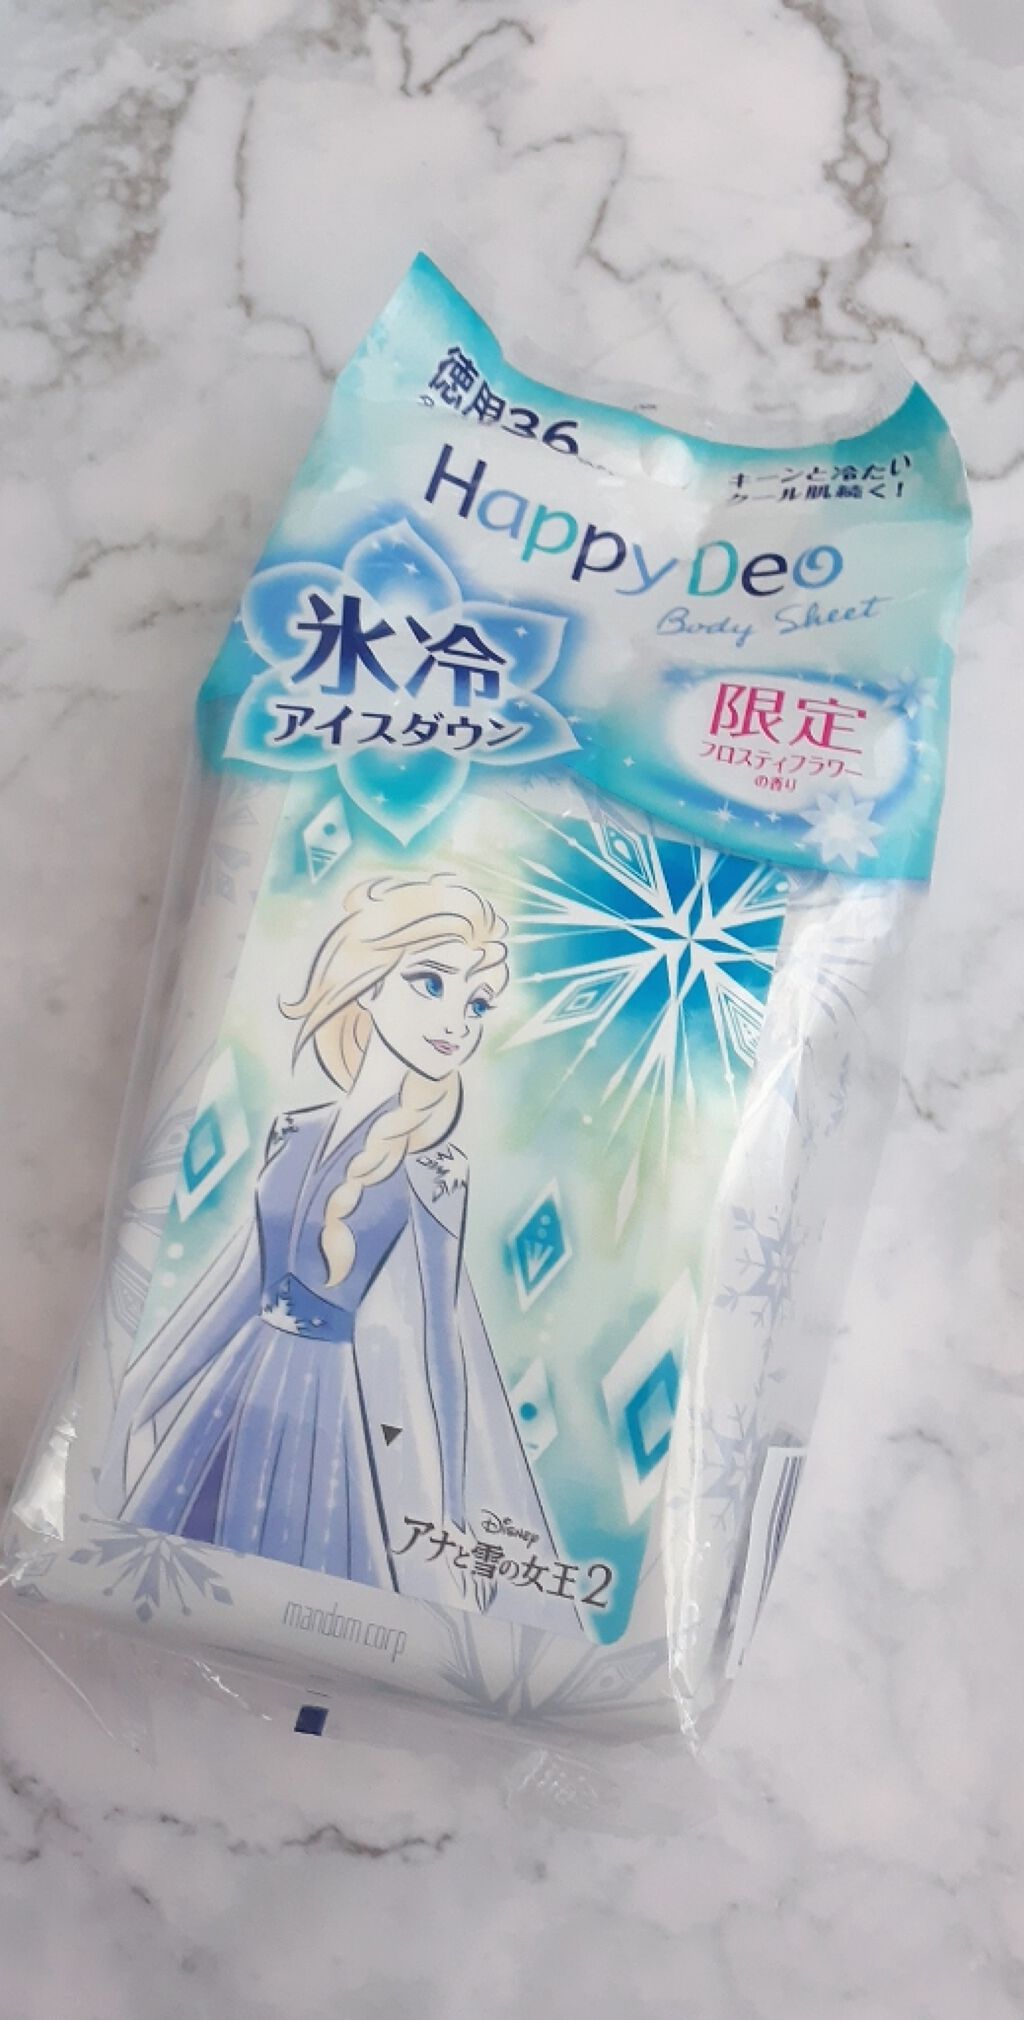 徳用36
キーンと冷たい
クール肌続く!
Happy Deo
Body Sheet
氷冷
アイスダウン
限定
フロスティフラワー
の香り
Disney
アナと雪の女王2
mandom corp